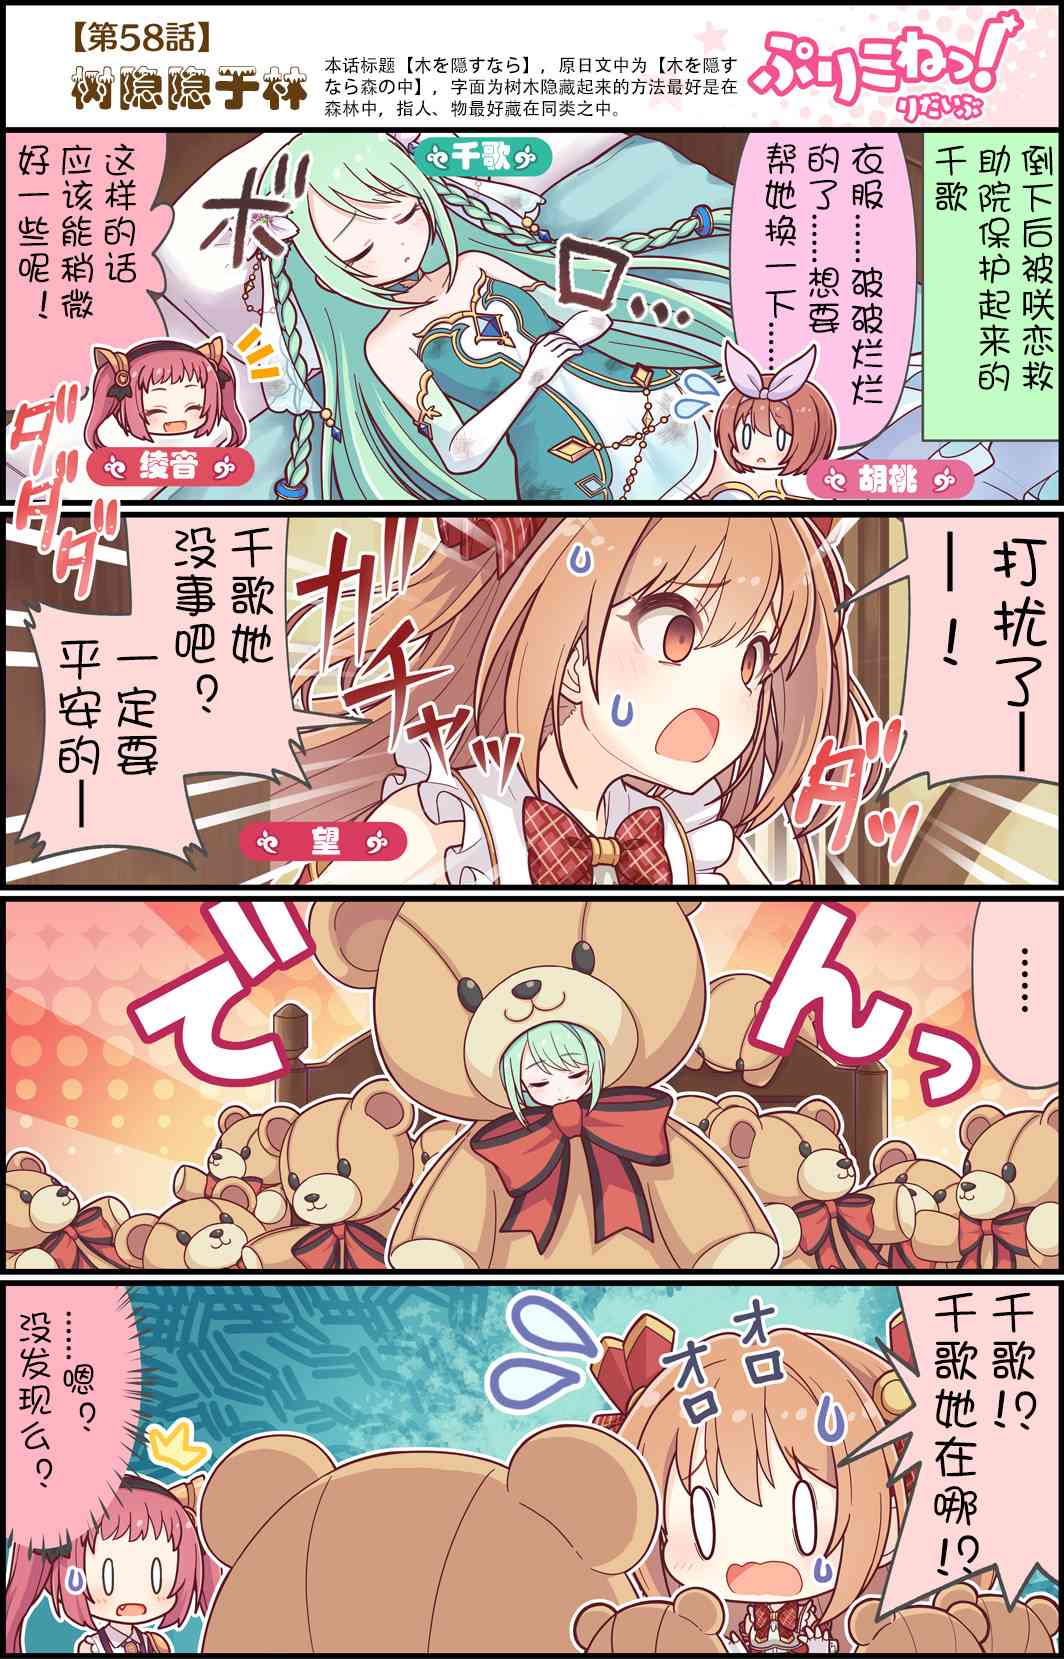 【第58話】
树隐隐于林
本话标题【木を隠すなら】，原日文中为【木を隠す
なら森の中】，字面为树木隐藏起来的方法最好是在
森林中，指人、物最好藏在同类之中。
ぷりこねっ!
りだいぶ
倒下后被咲恋救
助院保护起来的
千歌
衣服……破破烂烂
的了……想要
帮她换一下……
千歌
ボロ…
这样的话
应该能稍微
好一些呢！
绫音
胡桃
ダダダダ
打扰了—
—！
ガチャッ
ダッ
千歌她
没事吧？
一定要
平安的—
望
……
でんっ
千歌！？
千歌她在哪！？
オロ
オロ
……嗯？
没发现么？